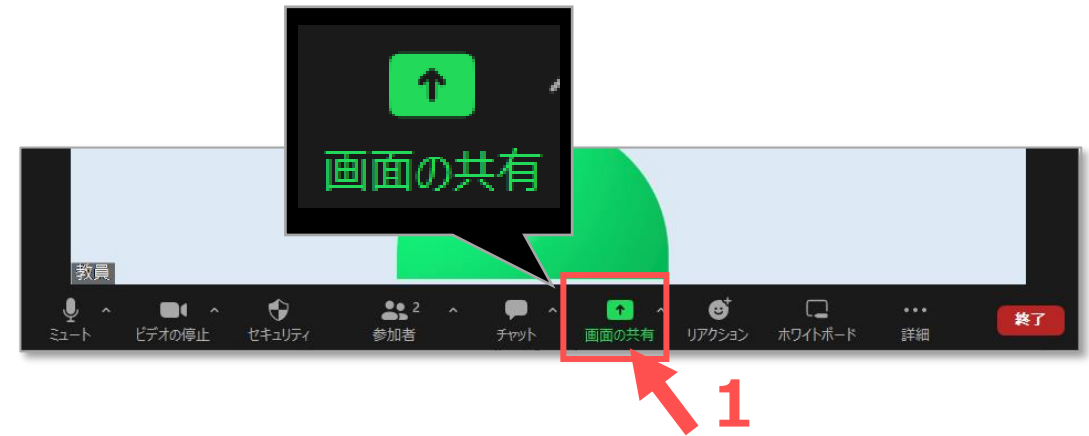 画面の共有
教員
ミュート
ビデオの停止
セキュリティ
2
参加者
チャット
画面の共有
リアクション
ホワイトボード
詳細
終了
1